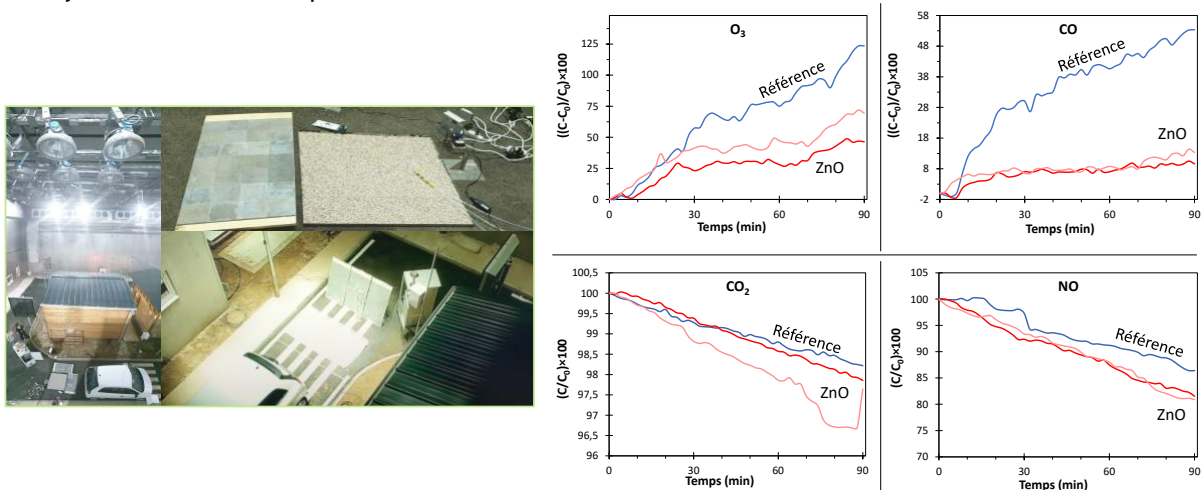 O₃
125
100
75
50
25
0
0 30 60 90
((C-C₀)/C₀)×100
Temps (min)
Référence
ZnO
CO
58
48
38
28
18
8
-2
0 30 60 90
((C-C₀)/C₀)×100
Temps (min)
Référence
ZnO
CO₂
100,5
100
99,5
99
98,5
98
97,5
97
96,5
96
0 30 60 90
(C/C₀)×100
Temps (min)
Référence
ZnO
NO
105
100
95
90
85
80
75
70
0 30 60 90
(C/C₀)×100
Temps (min)
Référence
ZnO